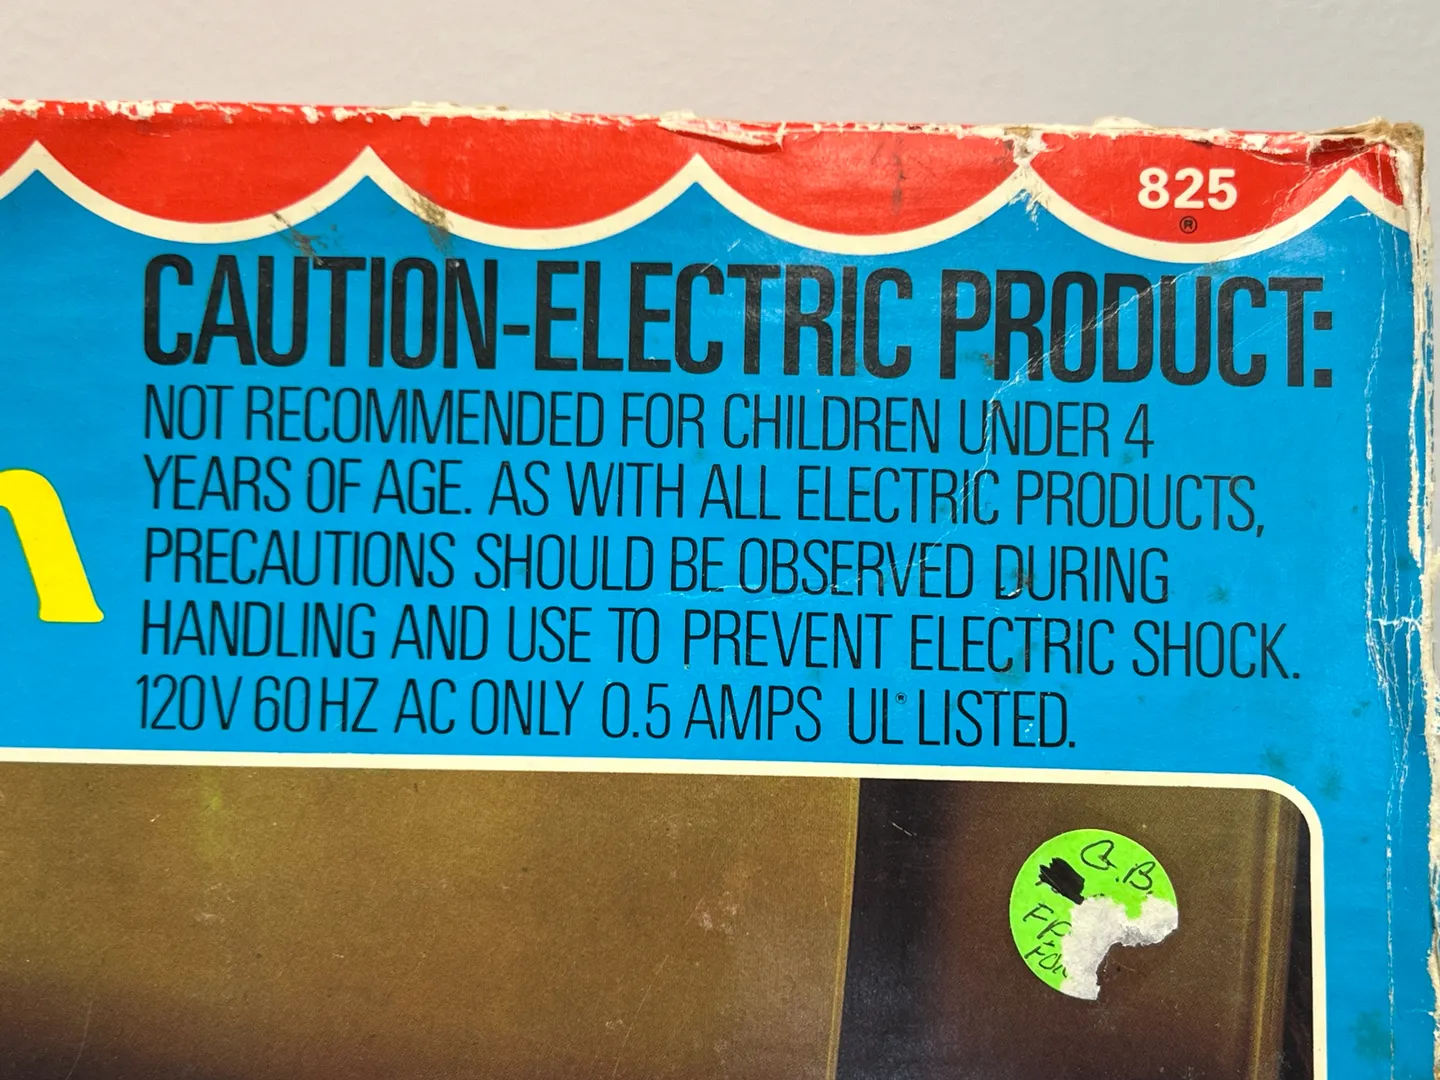 825
®
CAUTION-ELECTRIC PRODUCT:
NOT RECOMMENDED FOR CHILDREN UNDER 4
YEARS OF AGE. AS WITH ALL ELECTRIC PRODUCTS,
PRECAUTIONS SHOULD BE OBSERVED DURING
HANDLING AND USE TO PREVENT ELECTRIC SHOCK.
120V 60HZ AC ONLY 0.5 AMPS UL® LISTED.
G.B.